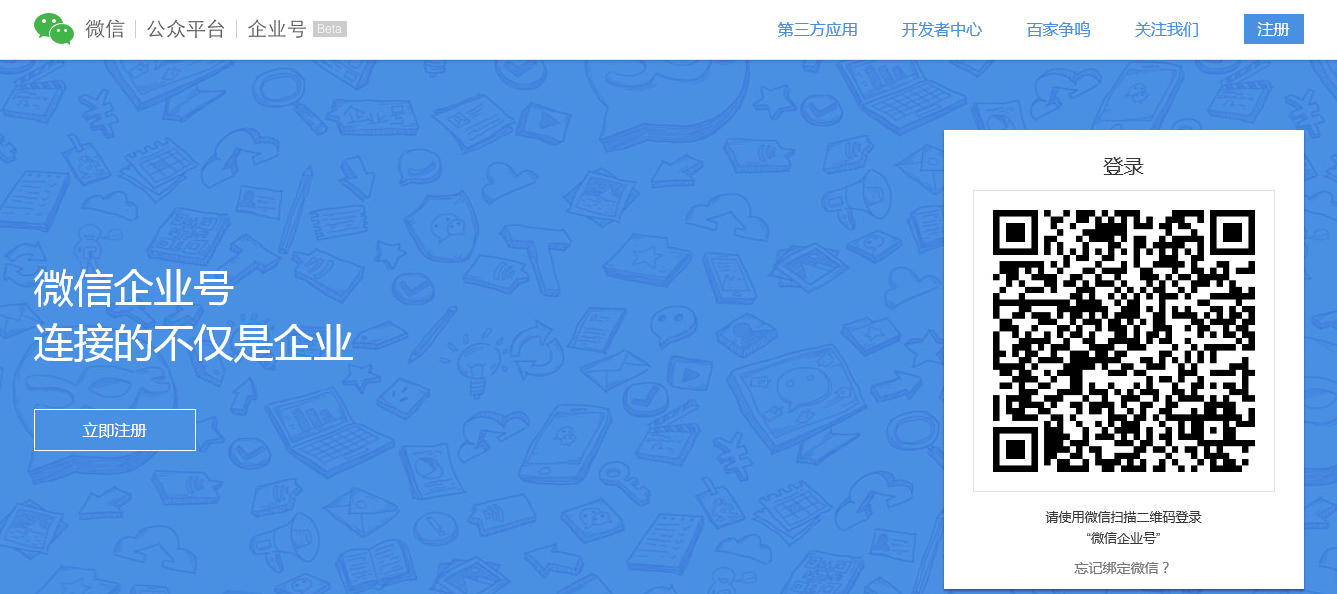 微信 公众平台 企业号 Beta 第三方应用 开发者中心 百家争鸣 关注我们 注册
登录
微信企业号
连接的不仅是企业
立即注册
请使用微信扫描二维码登录
“微信企业号”
忘记绑定微信？